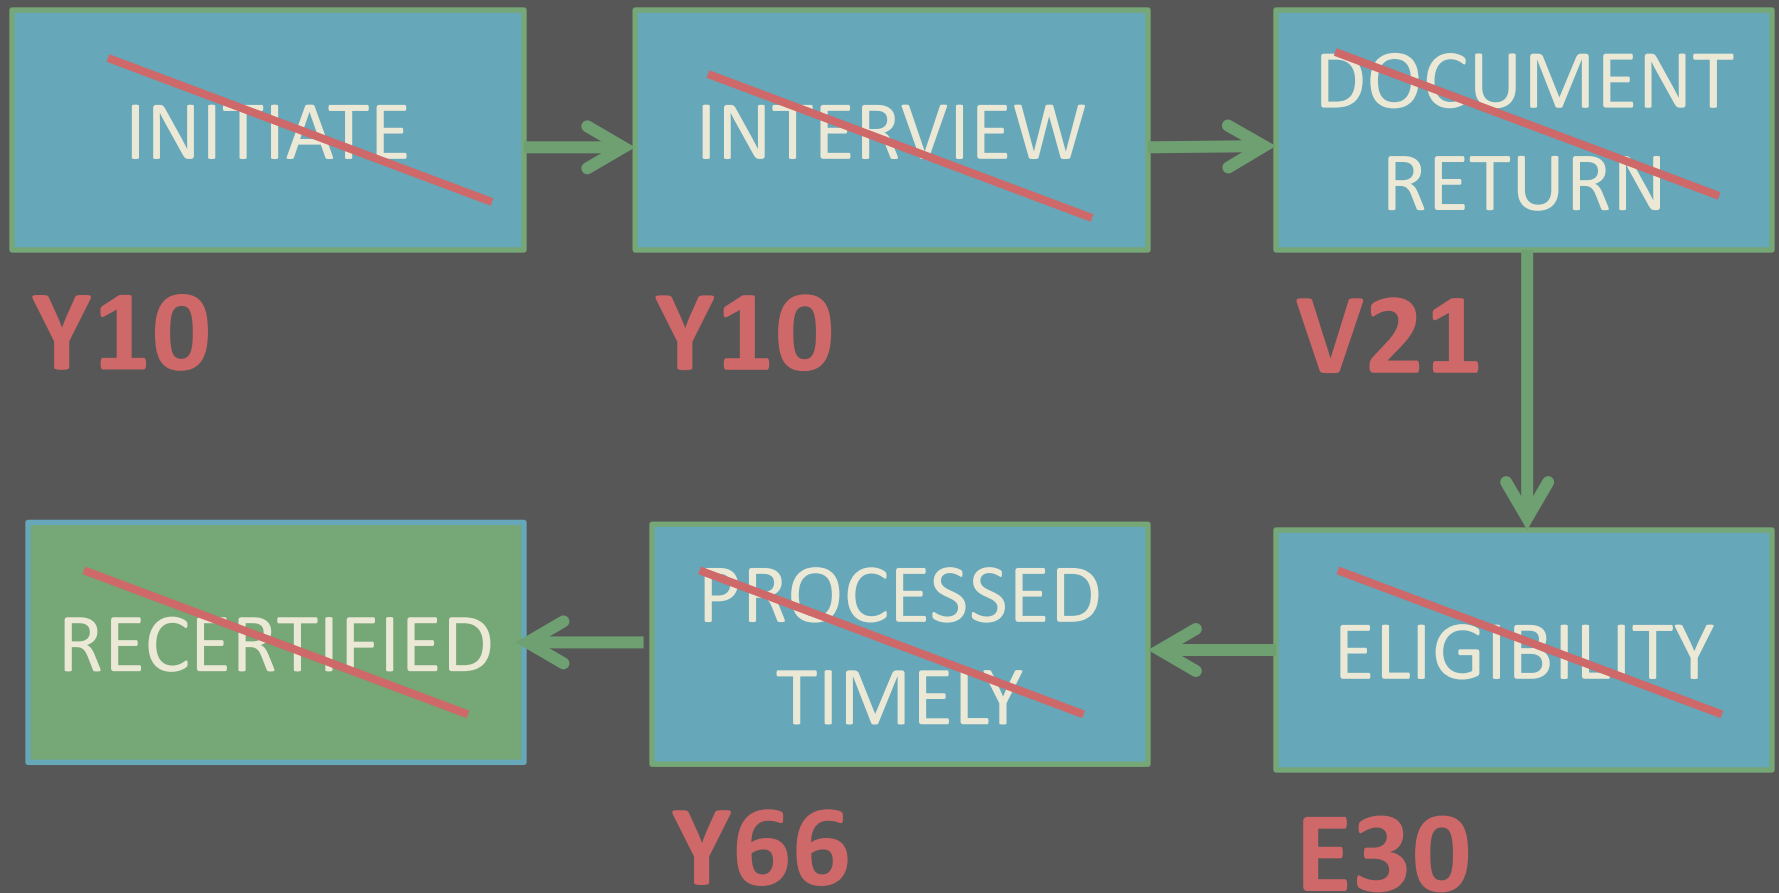 INITIATE
INTERVIEW
DOCUMENT
RETURN
Y10
Y10
V21
RECERTIFIED
PROCESSED
TIMELY
ELIGIBILITY
Y66
E30